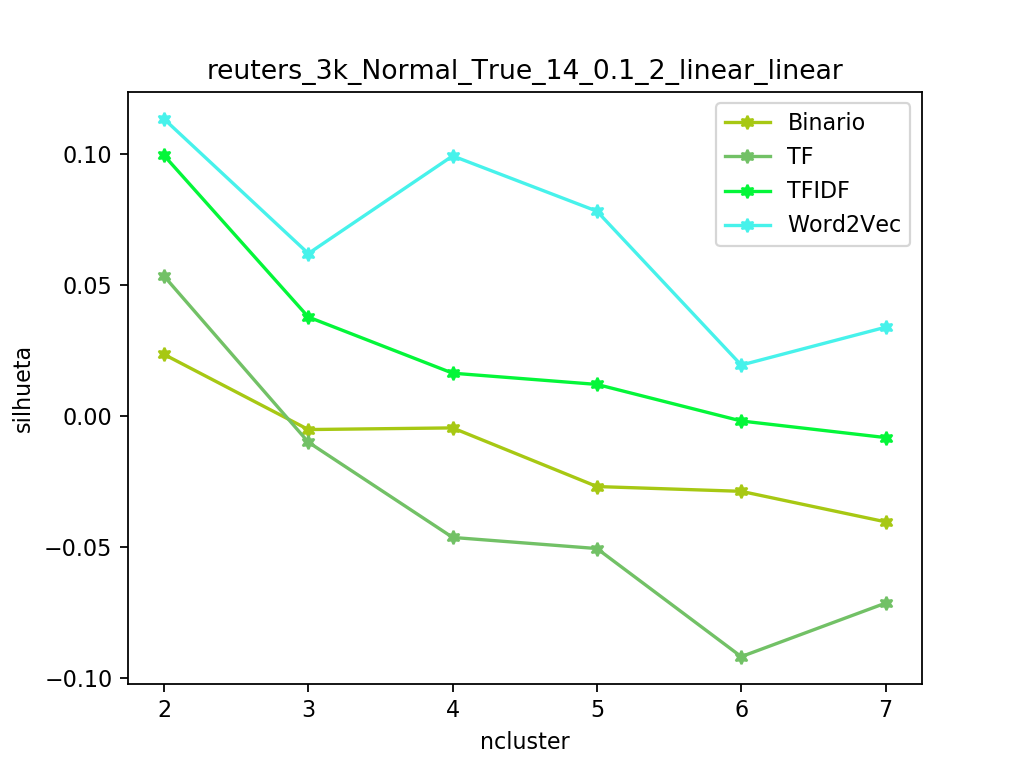 reuters_3k_Normal_True_14_0.1_2_linear_linear
Binario
TF
TFIDF
Word2Vec
0.10
0.05
0.00
−0.05
−0.10
silhueta
2 3 4 5 6 7
ncluster